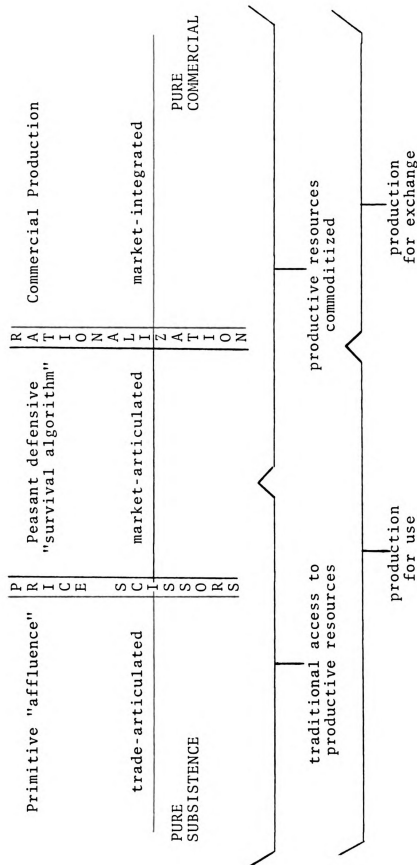 Primitive "affluence"
PRICE SCISSORS
Peasant defensive
"survival algorithm"
RATIONALIZATION
Commercial Production
trade-articulated
market-articulated
market-integrated
PURE
SUBSISTENCE
PURE
COMMERCIAL
traditional access to
productive resources
productive resources
commoditized
production
for use
production
for exchange